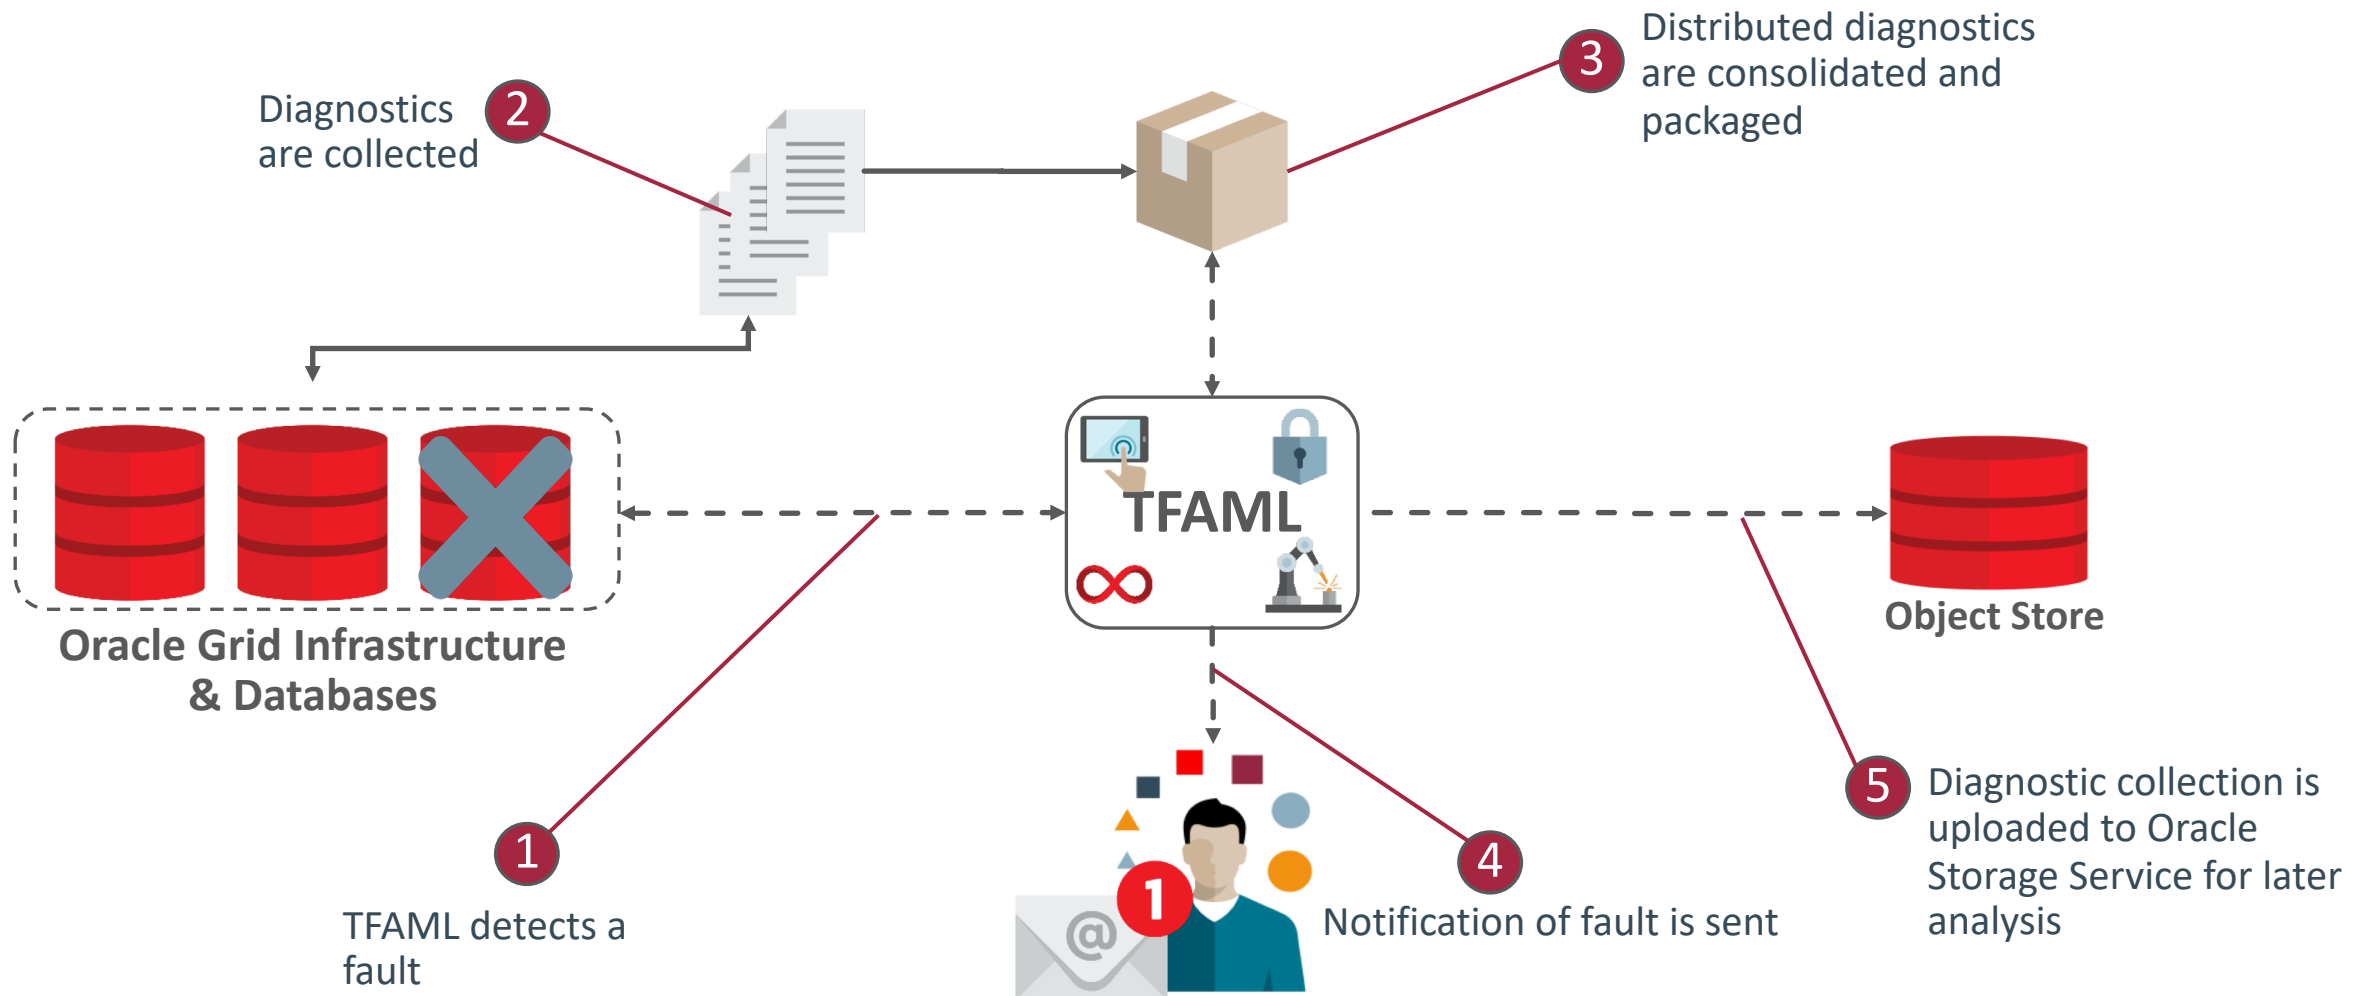 Diagnostics
are collected
2
3
Distributed diagnostics
are consolidated and
packaged
TFAML
Oracle Grid Infrastructure
& Databases
Object Store
1
TFAML detects a
fault
@
1
4
Notification of fault is sent
5
Diagnostic collection is
uploaded to Oracle
Storage Service for later
analysis